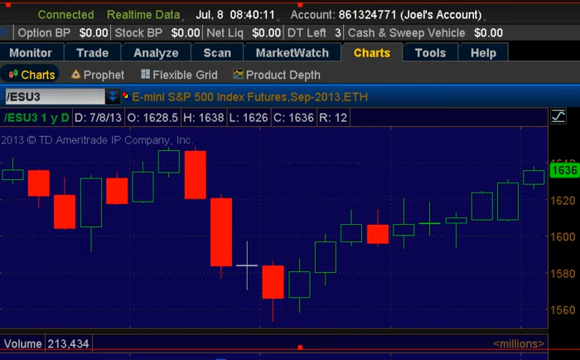 Connected Realtime Data Jul, 8 08:40:11 Account: 861324771 (Joel's Account)
Option BP $0.00 Stock BP $0.00 Net Liq $0.00 DT Left 3 Cash & Sweep Vehicle $0.00
Monitor Trade Analyze Scan MarketWatch Charts Tools Help
Charts Prophet Flexible Grid Product Depth
/ESU3 E-mini S&P 500 Index Futures,Sep-2013,ETH
/ESU3 1 y D D: 7/8/13 O: 1628.5 H: 1638 L: 1626 C: 1636 R: 12
2013 © TD Ameritrade IP Company, Inc.
1640
1636
1620
1600
1580
1560
Volume 213,434 <millions>